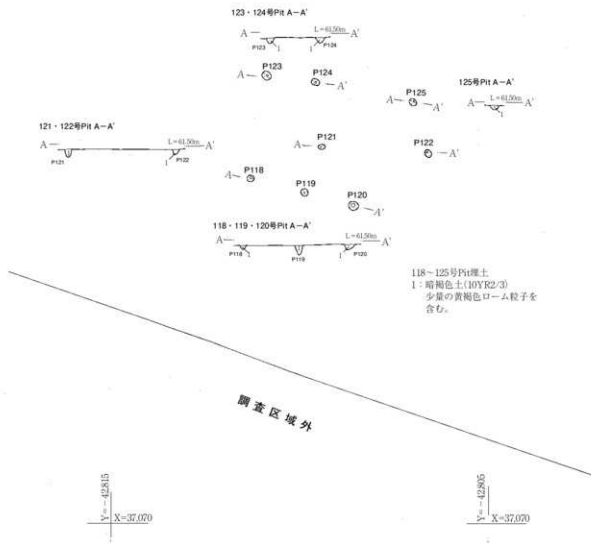 123・124号Pit A－A'
A L=61.50m A'
P123 1 P124
P123 P124
A A'
P125
A A'
125号Pit A－A'
L=61.50m
A A'
1
121・122号Pit A－A'
L=61.50m
A A'
P121 1 P122
P121
A
P122
A'
P118
A
P119
P120
A'
118・119・120号Pit A－A'
A L=61.50m A'
P118 1 P119 1 P120
118～125号Pit埋土
1：暗褐色土(10YR2/3)
少量の黄褐色ローム粒子を
含む。
調査区域外
Y=－42,815
X=37,070
Y=－42,805
X=37,070